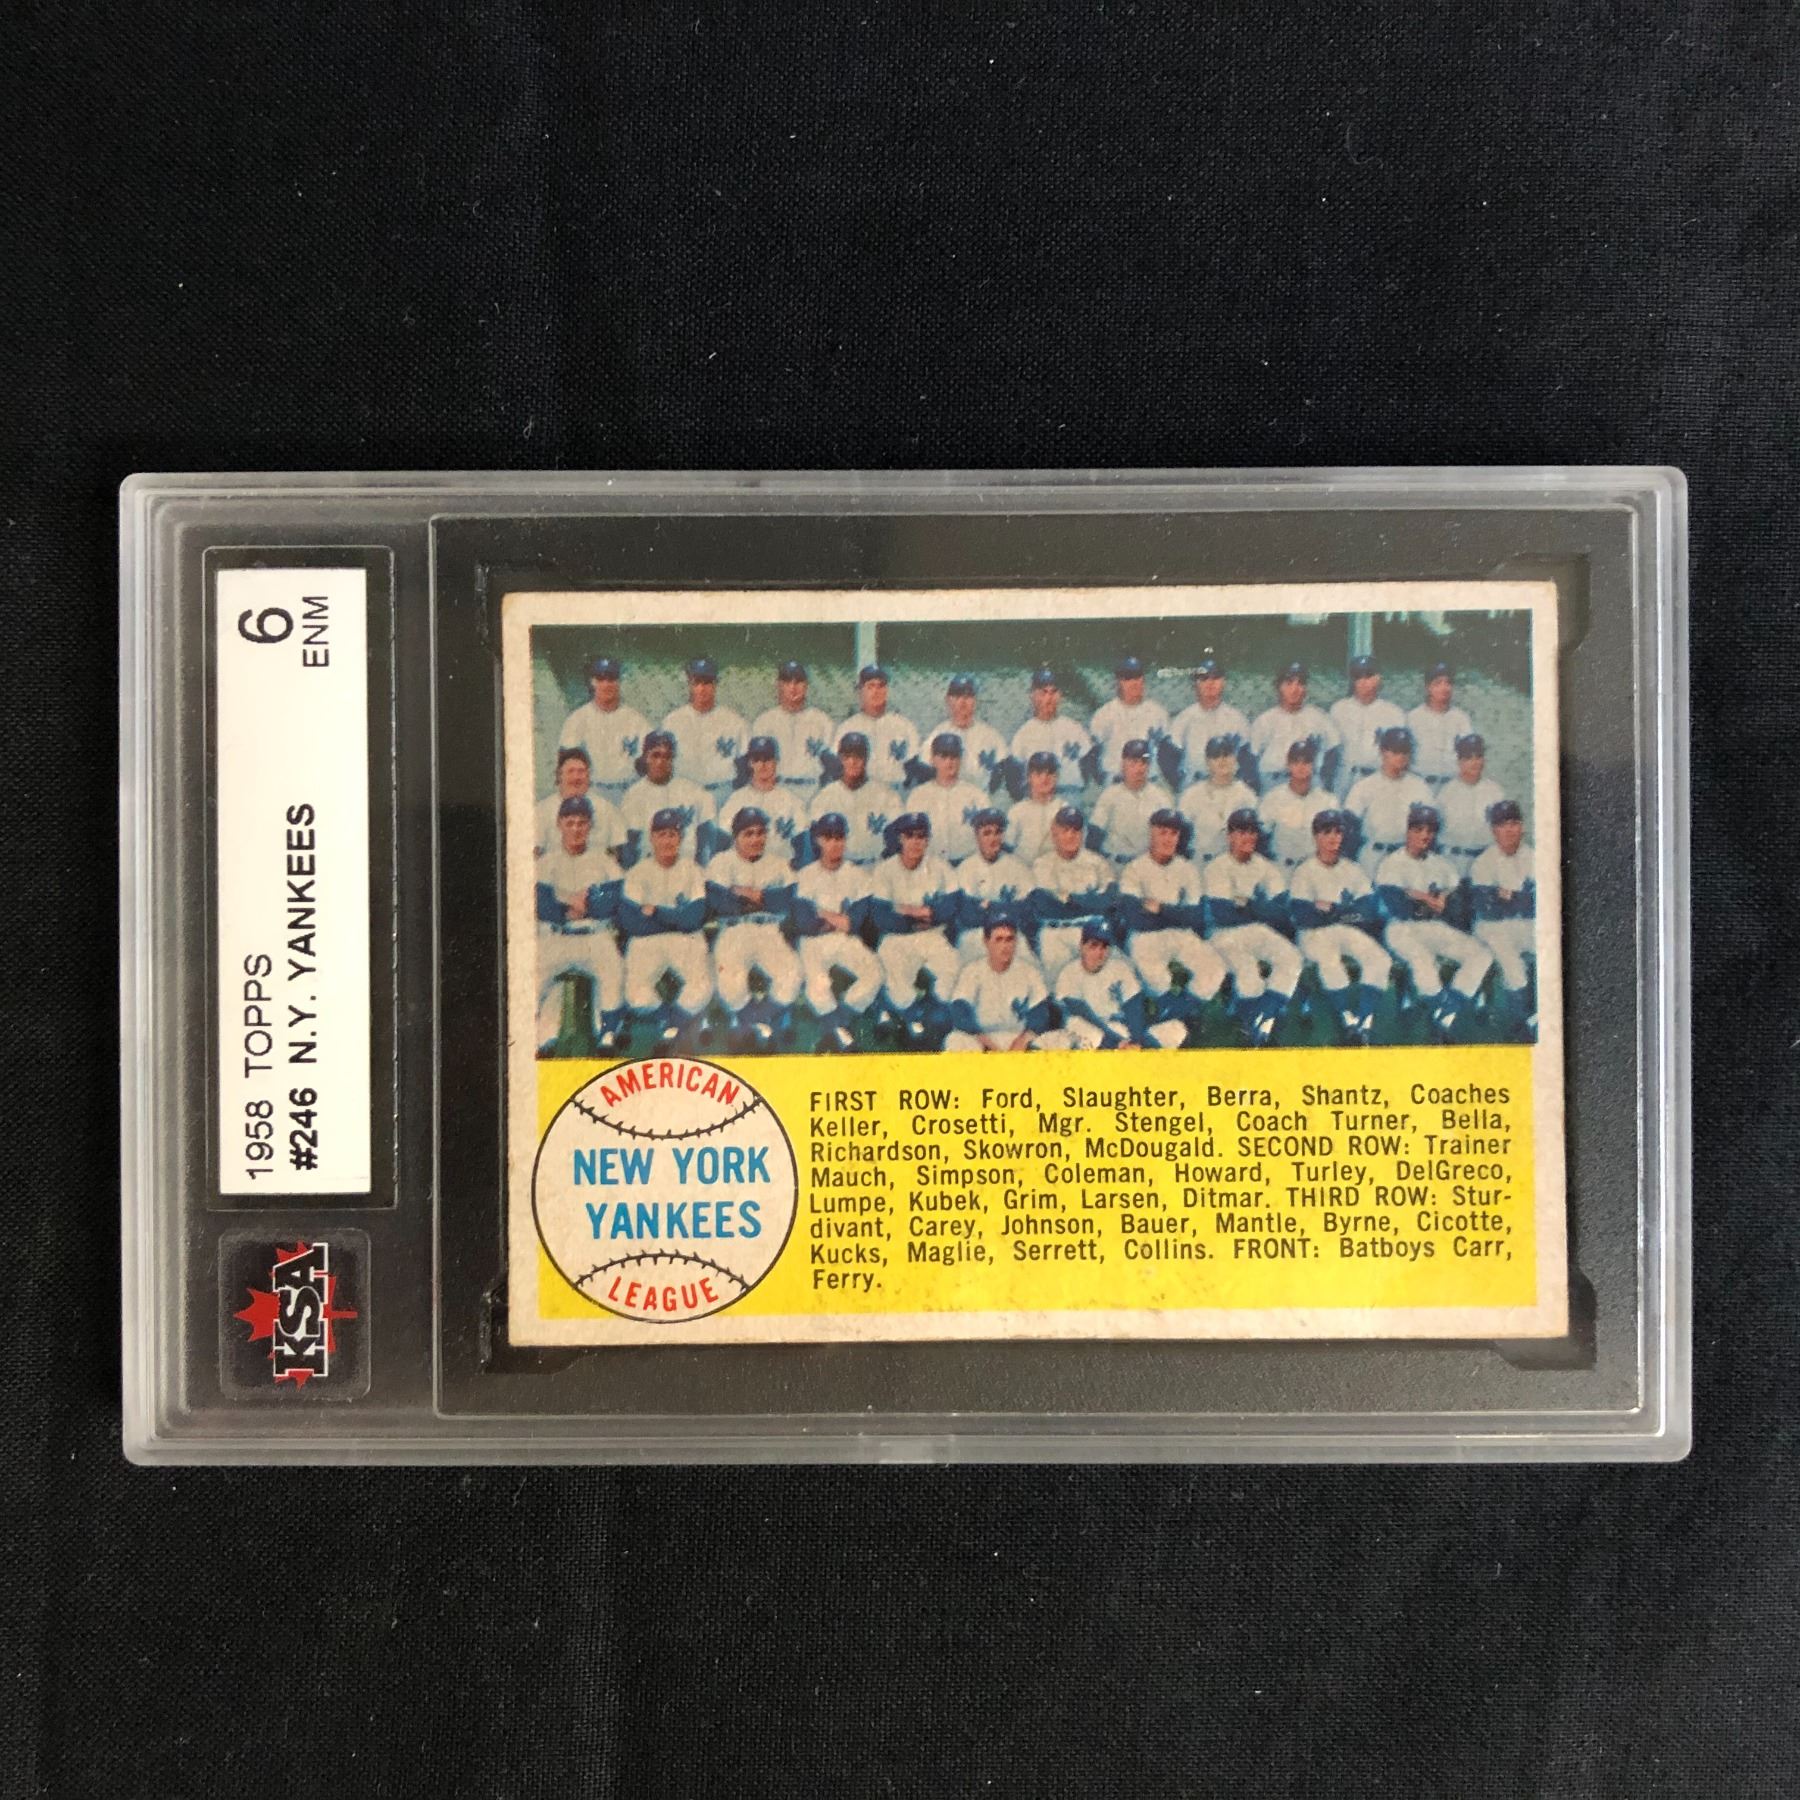 1958 TOPPS
#246 N.Y. YANKEES
6
ENM
KSA
AMERICAN
NEW YORK
YANKEES
LEAGUE
FIRST ROW: Ford, Slaughter, Berra, Shantz, Coaches
Keller, Crosetti, Mgr. Stengel, Coach Turner, Bella,
Richardson, Skowron, McDougald. SECOND ROW: Trainer
Mauch, Simpson, Coleman, Howard, Turley, DelGreco,
Lumpe, Kubek, Grim, Larsen, Ditmar. THIRD ROW: Stur-
divant, Carey, Johnson, Bauer, Mantle, Byrne, Cicotte,
Kucks, Maglie, Serrett, Collins. FRONT: Batboys Carr,
Ferry.